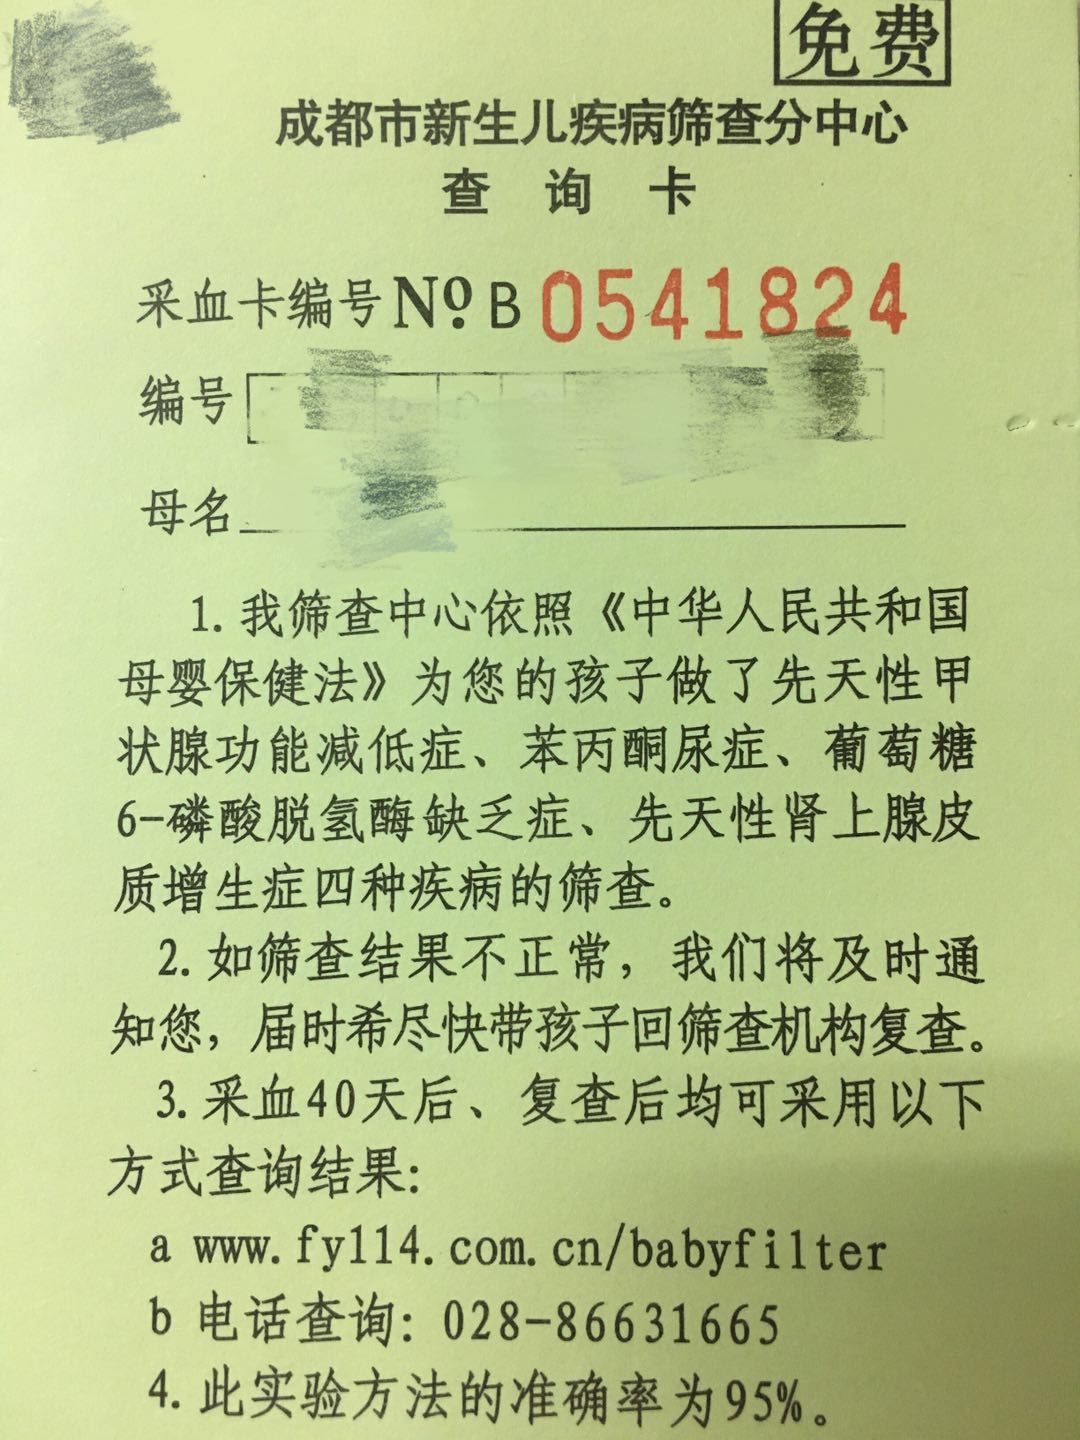 免费
成都市新生儿疾病筛查分中心
查 询 卡
采血卡编号 No. B 0541824
编号
母名
1. 我筛查中心依照《中华人民共和国
母婴保健法》为您的孩子做了先天性甲
状腺功能减低症、苯丙酮尿症、葡萄糖
6-磷酸脱氢酶缺乏症、先天性肾上腺皮
质增生症四种疾病的筛查。
2. 如筛查结果不正常，我们将及时通
知您，届时希尽快带孩子回筛查机构复查。
3. 采血40天后、复查后均可采用以下
方式查询结果:
a www.fy114.com.cn/babyfilter
b 电话查询: 028-86631665
4. 此实验方法的准确率为95%。